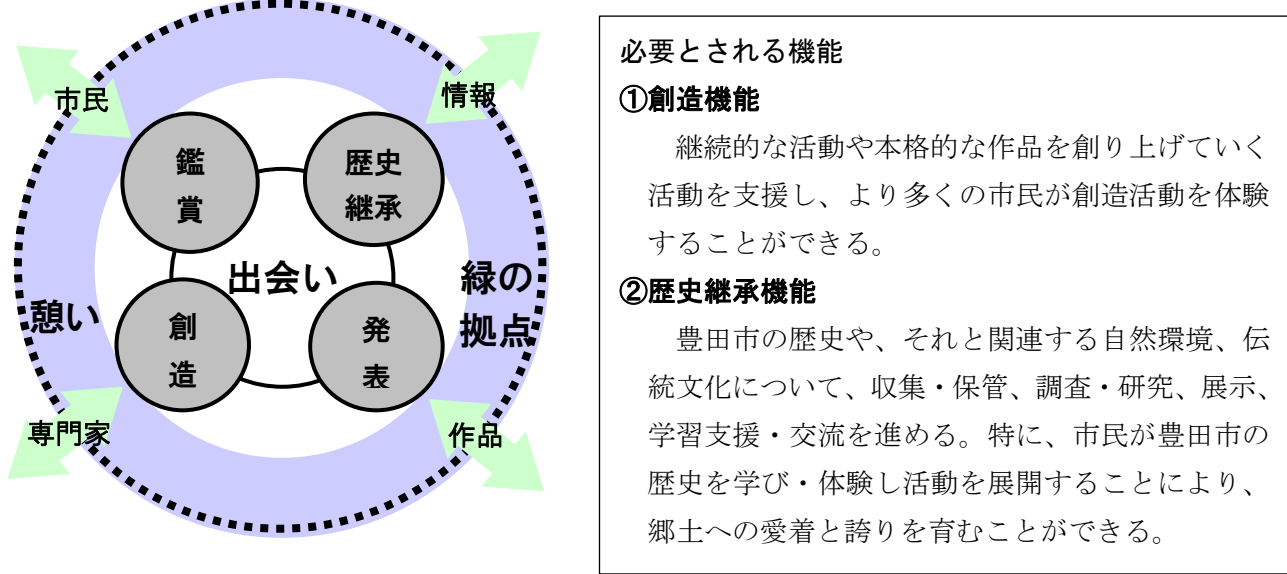 市民
情報
鑑
賞
歴史
継承
出会い
憩い
緑の
拠点
創
造
発
表
専門家
作品
必要とされる機能
①創造機能
継続的な活動や本格的な作品を創り上げていく
活動を支援し、より多くの市民が創造活動を体験
することができる。
②歴史継承機能
豊田市の歴史や、それと関連する自然環境、伝
統文化について、収集・保管、調査・研究、展示、
学習支援・交流を進める。特に、市民が豊田市の
歴史を学び・体験し活動を展開することにより、
郷土への愛着と誇りを育むことができる。